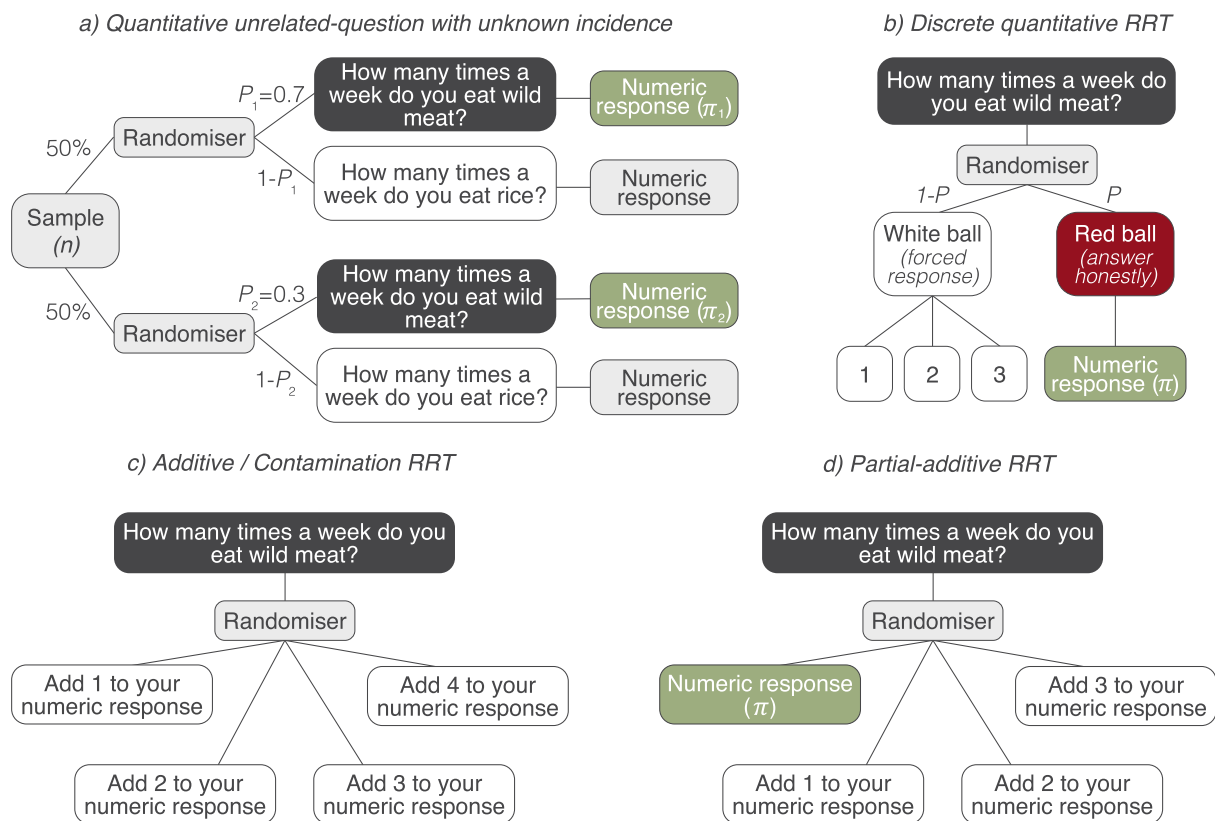 a) Quantitative unrelated-question with unknown incidence
How many times a
week do you eat wild
meat?
Numeric
response (π₁)
P₁=0.7
50%
Randomiser
1-P₁
How many times a
week do you eat rice?
Numeric
response
Sample
(n)
How many times a
week do you eat wild
meat?
Numeric
response (π₂)
P₂=0.3
50%
Randomiser
1-P₂
How many times a
week do you eat rice?
Numeric
response
b) Discrete quantitative RRT
How many times a week do
you eat wild meat?
Randomiser
1-P
P
White ball
(forced
response)
Red ball
(answer
honestly)
1
2
3
Numeric
response (π)
c) Additive / Contamination RRT
How many times a week do you
eat wild meat?
Randomiser
Add 1 to your
numeric response
Add 4 to your
numeric response
Add 2 to your
numeric response
Add 3 to your
numeric response
d) Partial-additive RRT
How many times a week do you
eat wild meat?
Randomiser
Numeric response
(π)
Add 3 to your
numeric response
Add 1 to your
numeric response
Add 2 to your
numeric response